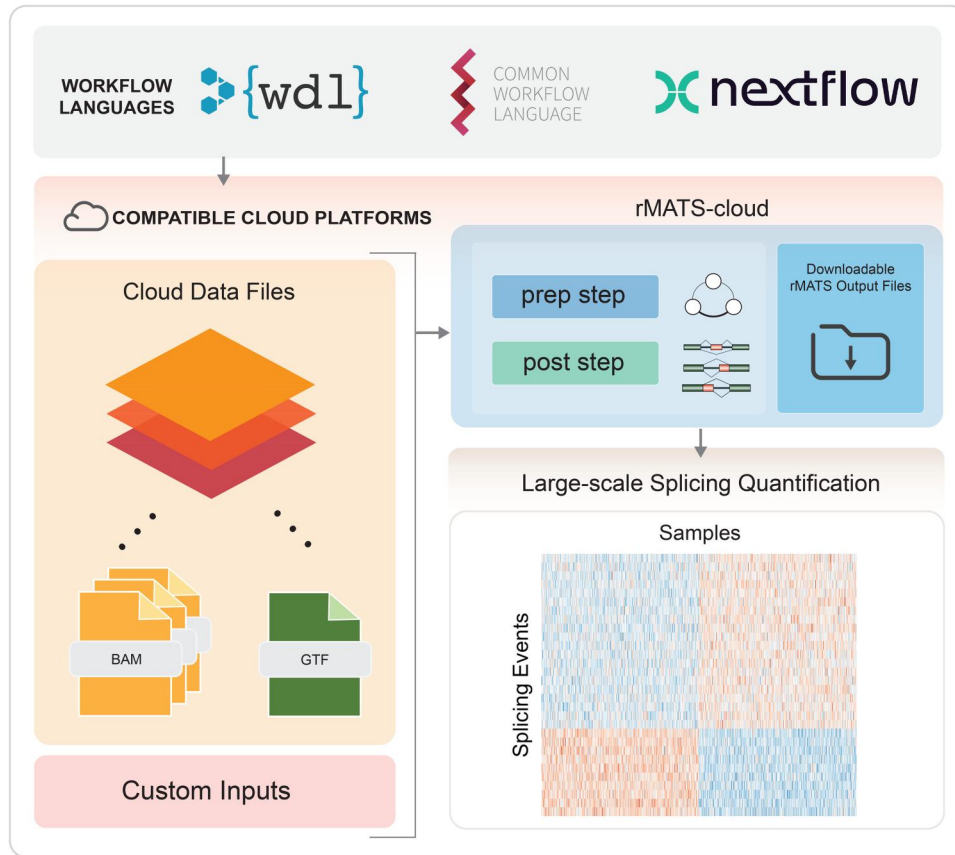 WORKFLOW
LANGUAGES
{wdl}
COMMON
WORKFLOW
LANGUAGE
nextflow
COMPATIBLE CLOUD PLATFORMS
rMATS-cloud
Cloud Data Files
prep step
post step
Downloadable
rMATS Output Files
BAM
GTF
Custom Inputs
Large-scale Splicing Quantification
Samples
Splicing Events